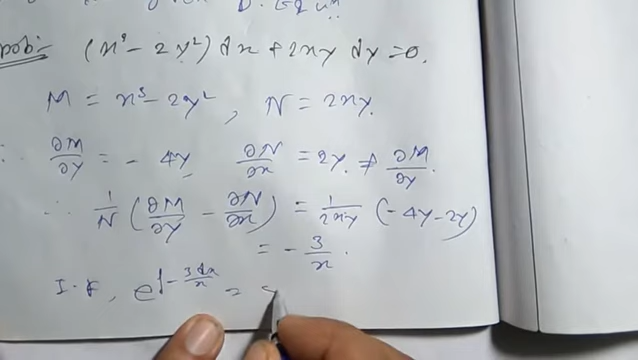 Prob:- (x³ - 2y²) dx + 2xy dy = 0.
M = x³ - 2y², N = 2xy.
∴ ∂M/∂y = - 4y, ∂N/∂x = 2y. ≠ ∂M/∂y.
∴ 1/N (∂M/∂y - ∂N/∂x) = 1/2xy (-4y - 2y)
= - 3/x.
I.F, e^∫-3dx/x =